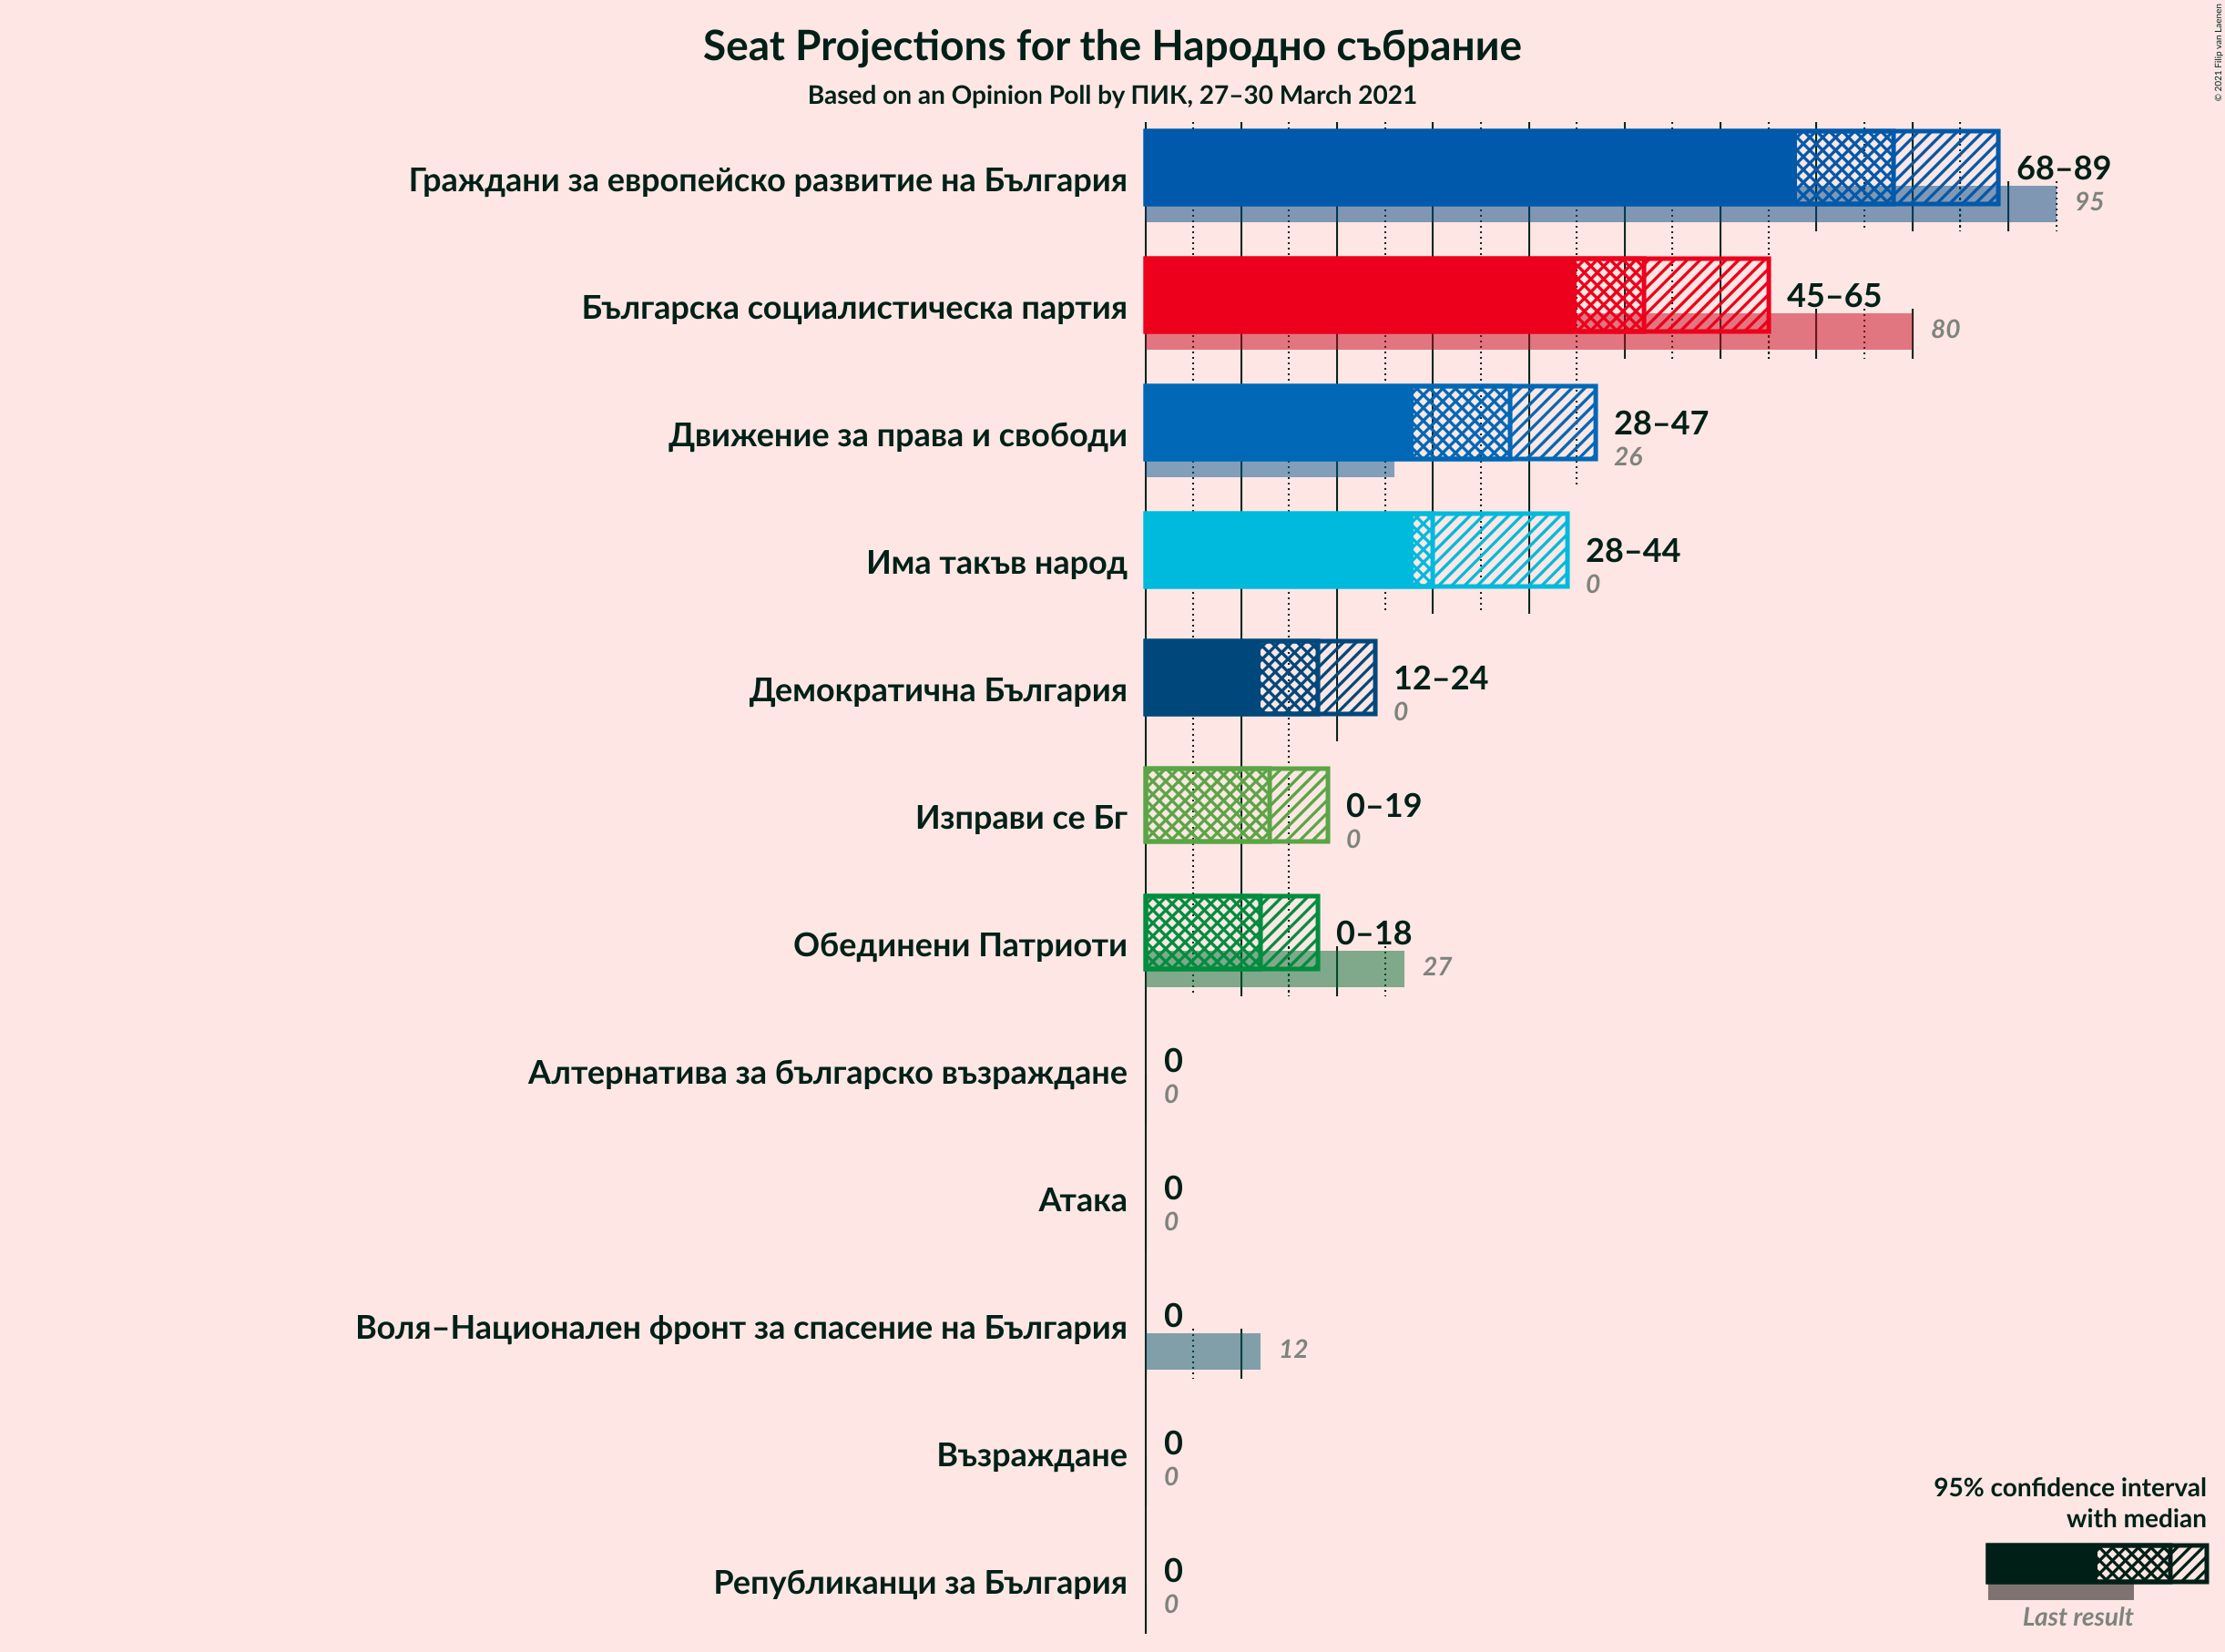 Seat Projections for the Народно събрание
Based on an Opinion Poll by ПИК, 27–30 March 2021
© 2021 Filip van Laenen
Граждани за европейско развитие на България
68–89
95
Българска социалистическа партия
45–65
80
Движение за права и свободи
28–47
26
Има такъв народ
28–44
0
Демократична България
12–24
0
Изправи се Бг
0–19
0
Обединени Патриоти
0–18
27
Алтернатива за българско възраждане
0
0
Атака
0
0
Воля–Национален фронт за спасение на България
0
12
Възраждане
0
0
Републиканци за България
0
0
95% confidence interval
with median
Last result